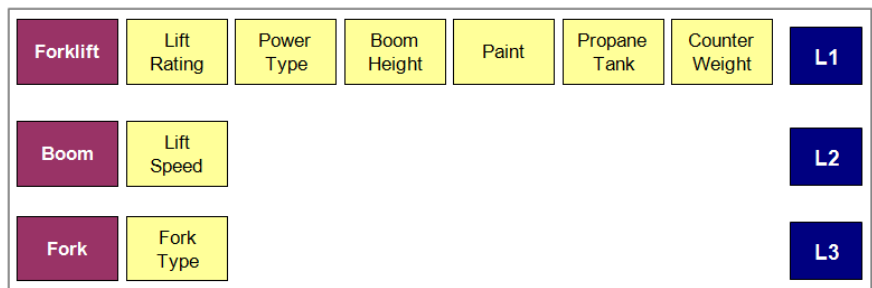 Forklift
Lift
Rating
Power
Type
Boom
Height
Paint
Propane
Tank
Counter
Weight
L1
Boom
Lift
Speed
L2
Fork
Fork
Type
L3